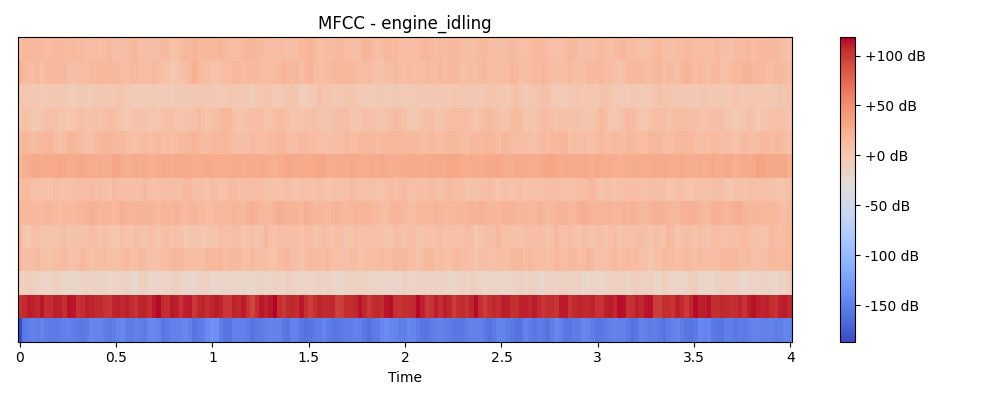 MFCC - engine_idling
+100 dB
+50 dB
+0 dB
-50 dB
-100 dB
-150 dB
0 0.5 1 1.5 2 2.5 3 3.5 4
Time